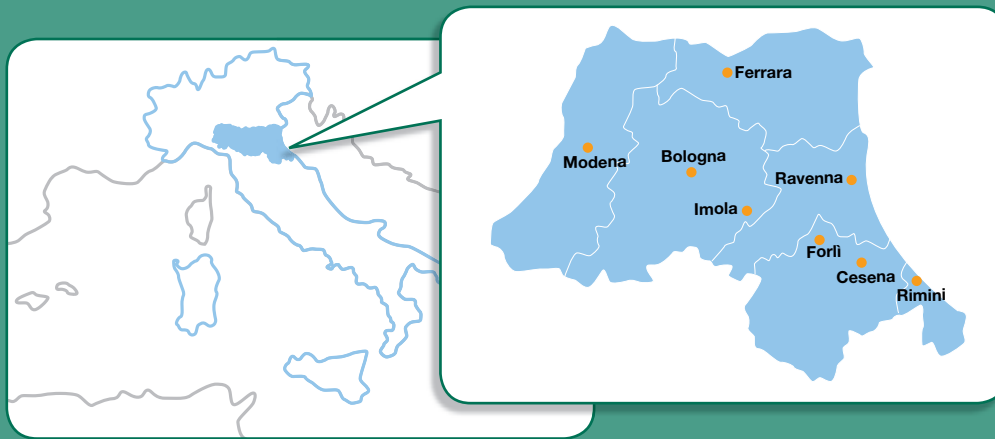 Ferrara
Modena
Bologna
Ravenna
Imola
Forlì
Cesena
Rimini